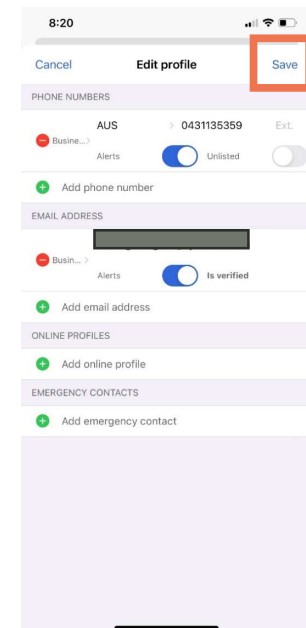 8:20
Cancel Edit profile Save
PHONE NUMBERS
AUS > 0431135359 Ext.
Busine... >
Alerts Unlisted
Add phone number
EMAIL ADDRESS
Busin... >
Alerts Is verified
Add email address
ONLINE PROFILES
Add online profile
EMERGENCY CONTACTS
Add emergency contact